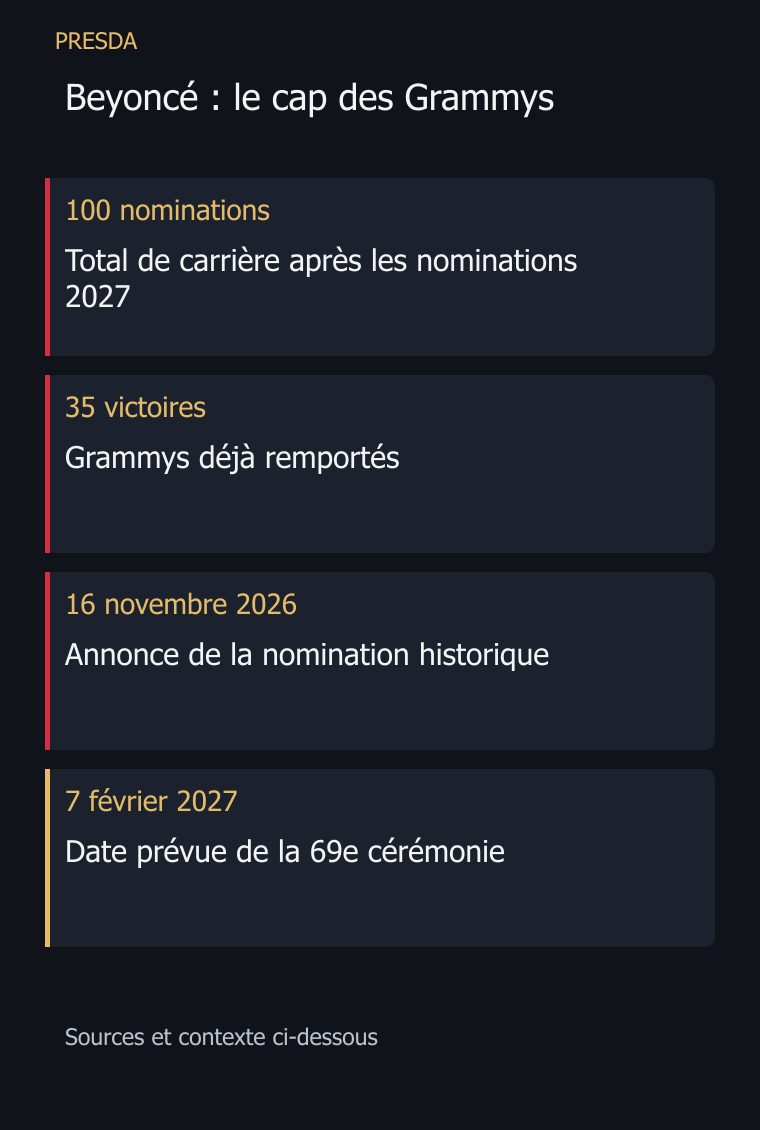 PRESDA
Beyoncé : le cap des Grammys
100 nominations
Total de carrière après les nominations
2027
35 victoires
Grammys déjà remportés
16 novembre 2026
Annonce de la nomination historique
7 février 2027
Date prévue de la 69e cérémonie
Sources et contexte ci-dessous